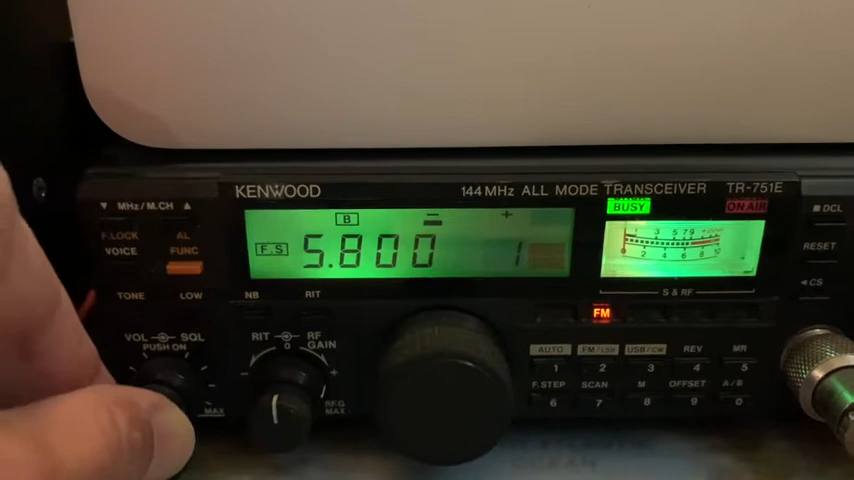 KENWOOD 144 MHz ALL MODE TRANSCEIVER TR-751E
▼ MHz/M.CH ▲ B − + BUSY ON AIR ■ DCL
F.LOCK AL
VOICE FUNC F.S 5.800 1 RESET
◄CS
TONE LOW NB RIT S & RF
FM
VOL SQL RIT RF GAIN
PUSH ON 0
AUTO FM/LSB USB/CW REV MR
1 2 3 4 5
F.STEP SCAN M OFFSET A/B
6 7 8 9 0
MAX RF.G MAX